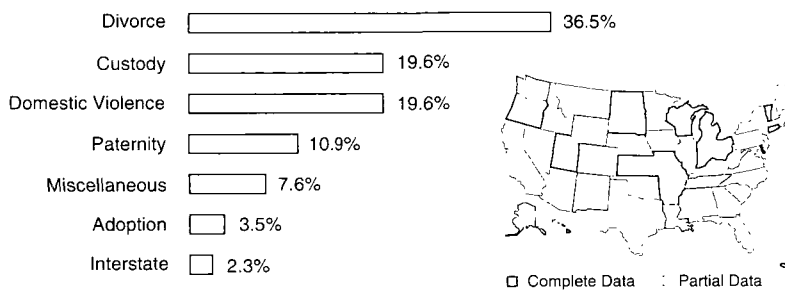 Divorce 36.5%
Custody 19.6%
Domestic Violence 19.6%
Paternity 10.9%
Miscellaneous 7.6%
Adoption 3.5%
Interstate 2.3%
Complete Data Partial Data